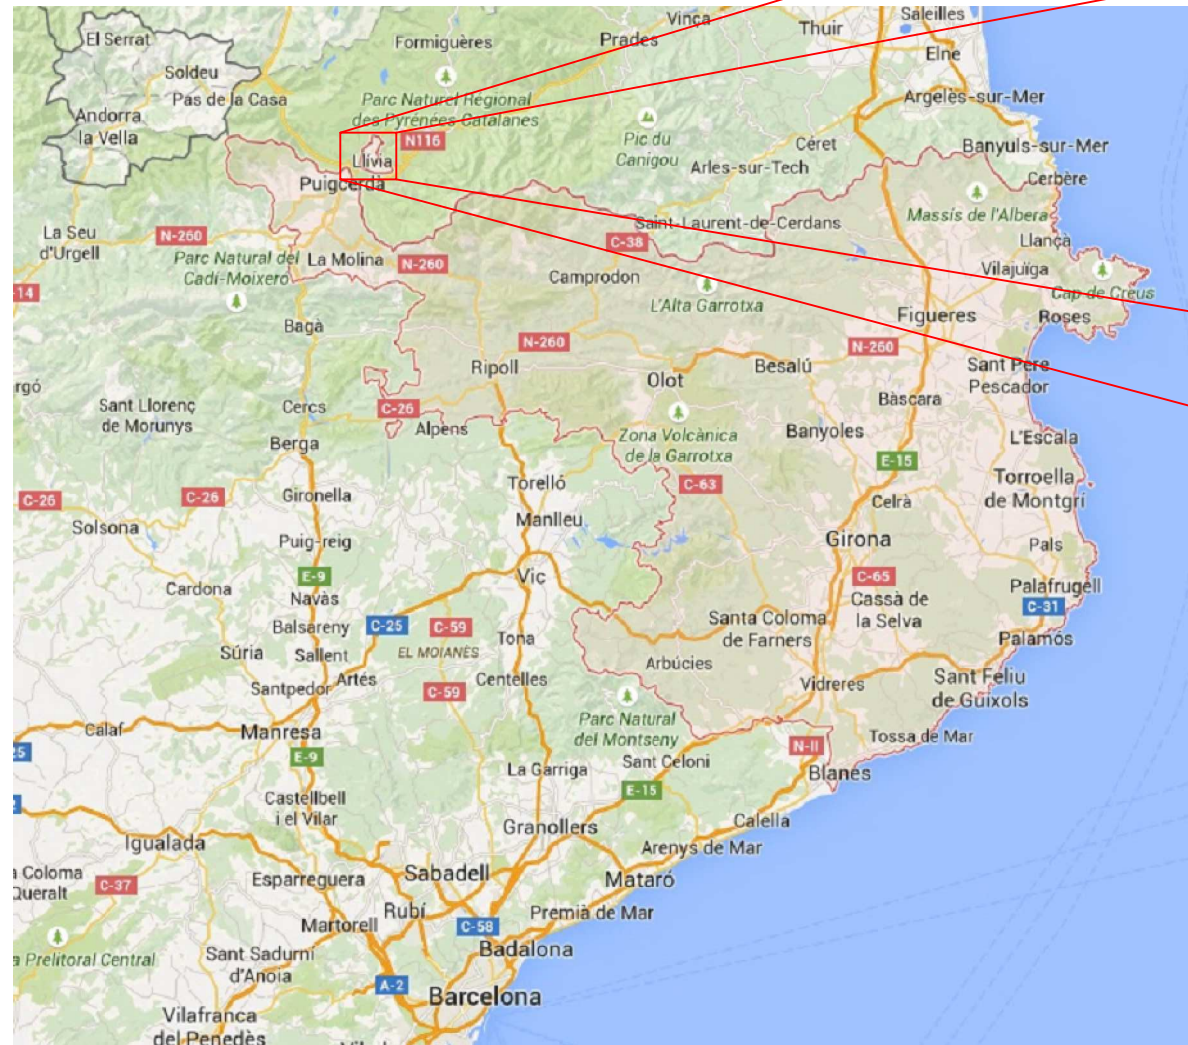 Vinça
Saleilles
El Serrat
Formiguères
Prades
Thuir
Elne
Soldeu
Pas de la Casa
Parc Naturel Régional
des Pyrénées Catalanes
Argelès-sur-Mer
Andorra
la Vella
N116
Pic du
Canigou
Céret
Banyuls-sur-Mer
Llívia
Arles-sur-Tech
Puigcerdà
Cerbère
Massís de l'Albera
La Seu
d'Urgell
N-260
Saint-Laurent-de-Cerdans
C-38
Llançà
Parc Natural del
Cadí-Moixeró
La Molina
N-260
Camprodon
Vilajuïga
Cap de Creus
-14
L'Alta Garrotxa
Figueres
Roses
Bagà
N-260
N-260
Ripoll
Olot
Besalú
Sant Pere
Pescador
rgó
Sant Llorenç
de Morunys
Cercs
C-26
Bàscara
Alpens
Zona Volcànica
de la Garrotxa
Banyoles
L'Escala
Berga
E-15
Torroella
de Montgrí
C-26
C-26
Gironella
Torelló
C-63
Celrà
Solsona
Manlleu
Puig-reig
Girona
Pals
E-9
Vic
C-65
Cardona
Navàs
Cassà de
la Selva
Palafrugell
C-31
Balsareny
C-25
C-59
Santa Coloma
de Farners
Tona
Palamós
Súria
Sallent
EL MOIANÈS
Arbúcies
Santpedor
Artés
C-59
Centelles
Vidreres
Sant Feliu
de Guíxols
Calaf
Manresa
Parc Natural
del Montseny
N-II
Tossa de Mar
25
E-9
La Garriga
Sant Celoni
Blanes
E-15
Castellbell
i el Vilar
Granollers
Calella
Igualada
Arenys de Mar
a Coloma
Queralt
C-37
Esparreguera
Sabadell
Mataró
Rubí
Martorell
C-58
Premià de Mar
a Prelitoral Central
Sant Sadurní
d'Anoia
Badalona
A-2
Barcelona
Vilafranca
del Penedès